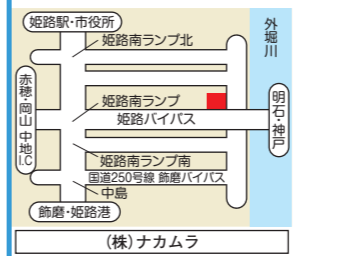 姫路駅・市役所
外堀川
姫路南ランプ北
赤穂・岡山 中地I.C
姫路南ランプ
明石・神戸
姫路バイパス
姫路南ランプ南
国道250号線 飾磨バイパス
中島
飾磨・姫路港
(株)ナカムラ